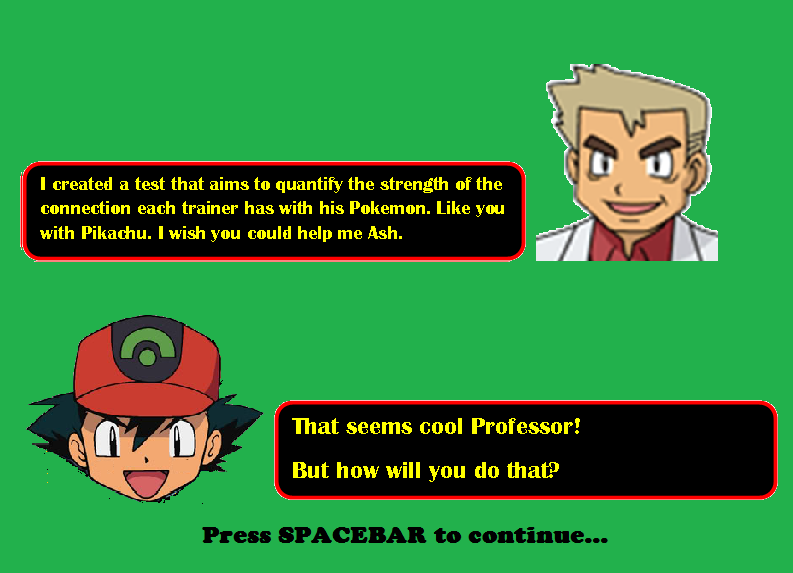 I created a test that aims to quantify the strength of the
connection each trainer has with his Pokemon. Like you
with Pikachu. I wish you could help me Ash.
That seems cool Professor!
But how will you do that?
Press SPACEBAR to continue...